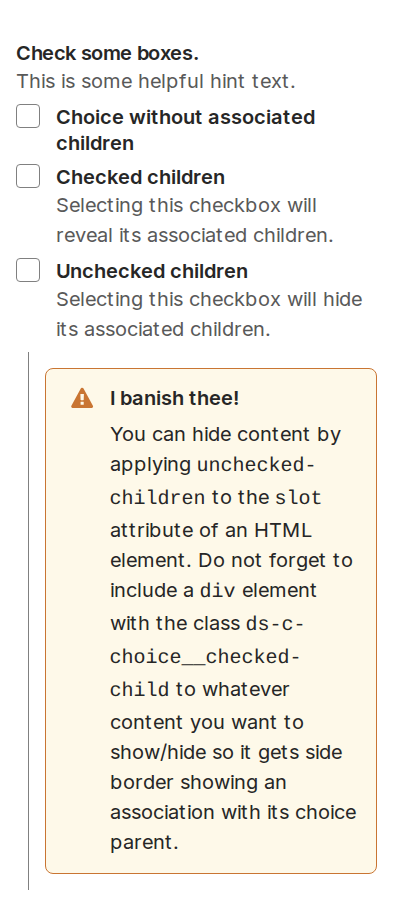 Check some boxes.
This is some helpful hint text.
Choice without associated
children
Checked children
Selecting this checkbox will
reveal its associated children.
Unchecked children
Selecting this checkbox will hide
its associated children.
I banish thee!
You can hide content by
applying unchecked-
children to the slot
attribute of an HTML
element. Do not forget to
include a div element
with the class ds-c-
choice__checked-
child to whatever
content you want to
show/hide so it gets side
border showing an
association with its choice
parent.